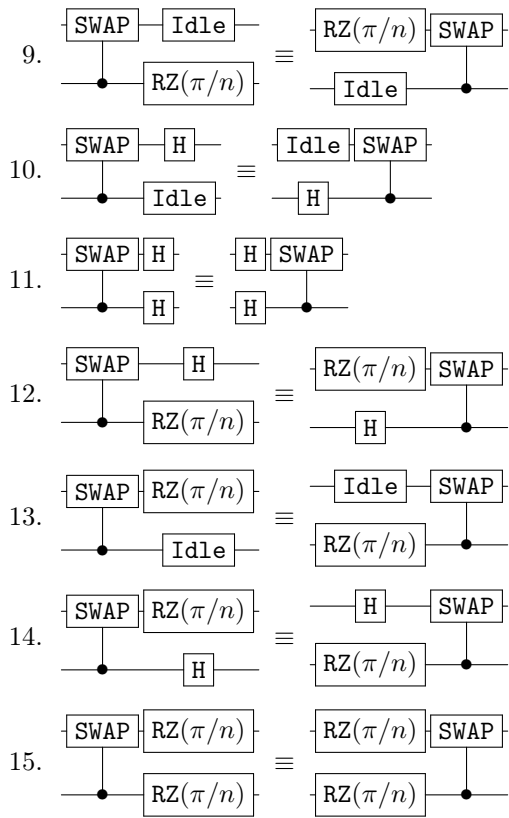 SWAP Idle RZ(π/n) SWAP
9. ≡
RZ(π/n) Idle
SWAP H Idle SWAP
10. ≡
Idle H
SWAP H H SWAP
11. ≡
H H
SWAP H RZ(π/n) SWAP
12. ≡
RZ(π/n) H
SWAP RZ(π/n) Idle SWAP
13. ≡
Idle RZ(π/n)
SWAP RZ(π/n) H SWAP
14. ≡
H RZ(π/n)
SWAP RZ(π/n) RZ(π/n) SWAP
15. ≡
RZ(π/n) RZ(π/n)